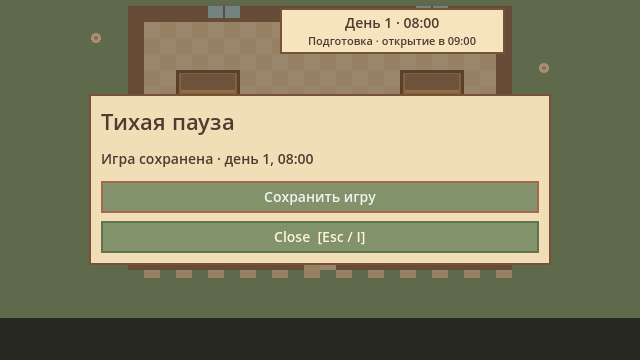 День 1 · 08:00
Подготовка · открытие в 09:00
Тихая пауза
Игра сохранена · день 1, 08:00
Сохранить игру
Close [Esc / I]